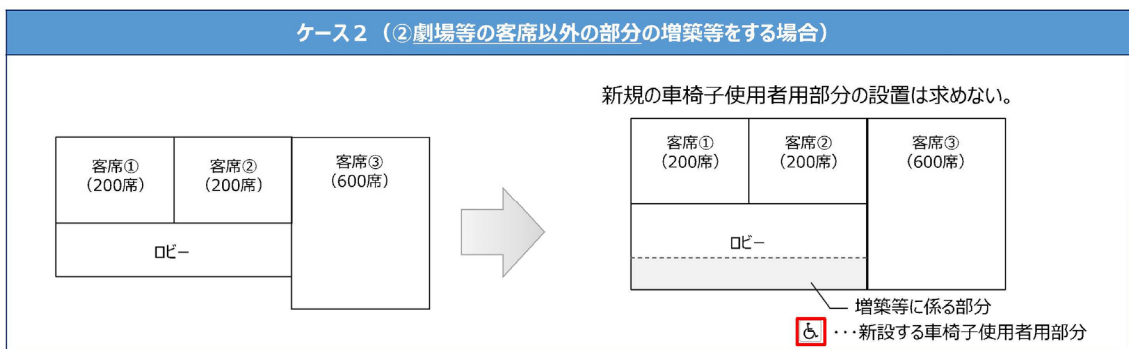 ケース2（②劇場等の客席以外の部分の増築等をする場合）
新規の車椅子使用者用部分の設置は求めない。
客席①
（200席）
客席②
（200席）
客席③
（600席）
ロビー
客席①
（200席）
客席②
（200席）
客席③
（600席）
ロビー
増築等に係る部分
･･･新設する車椅子使用者用部分